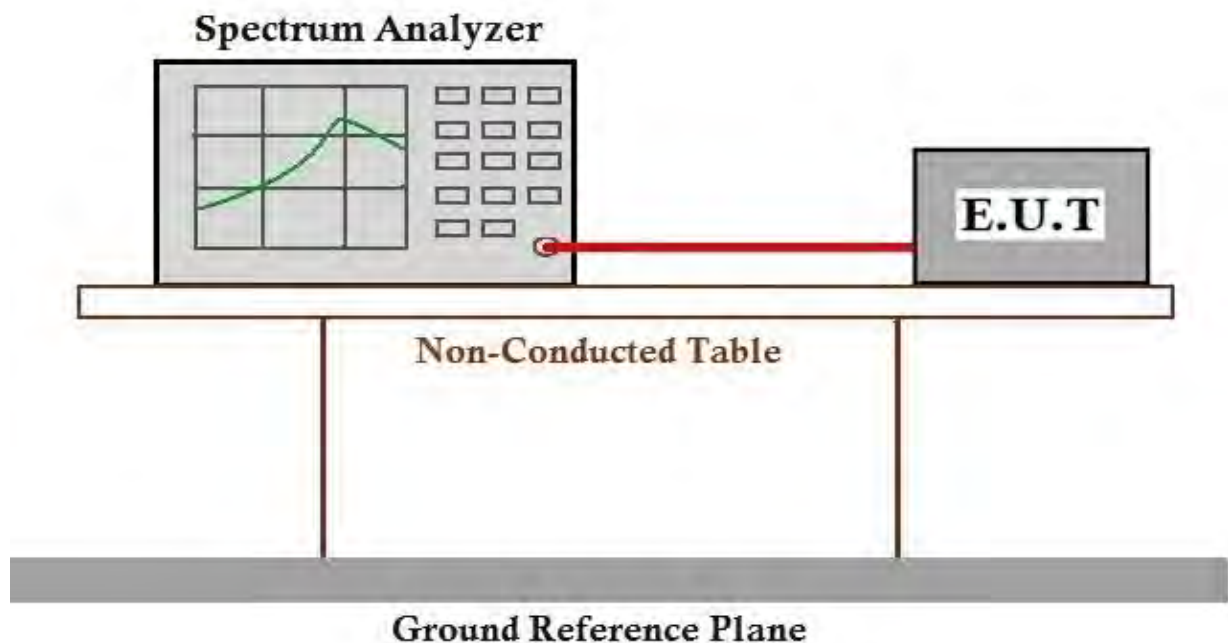 Spectrum Analyzer
E.U.T
Non-Conducted Table
Ground Reference Plane